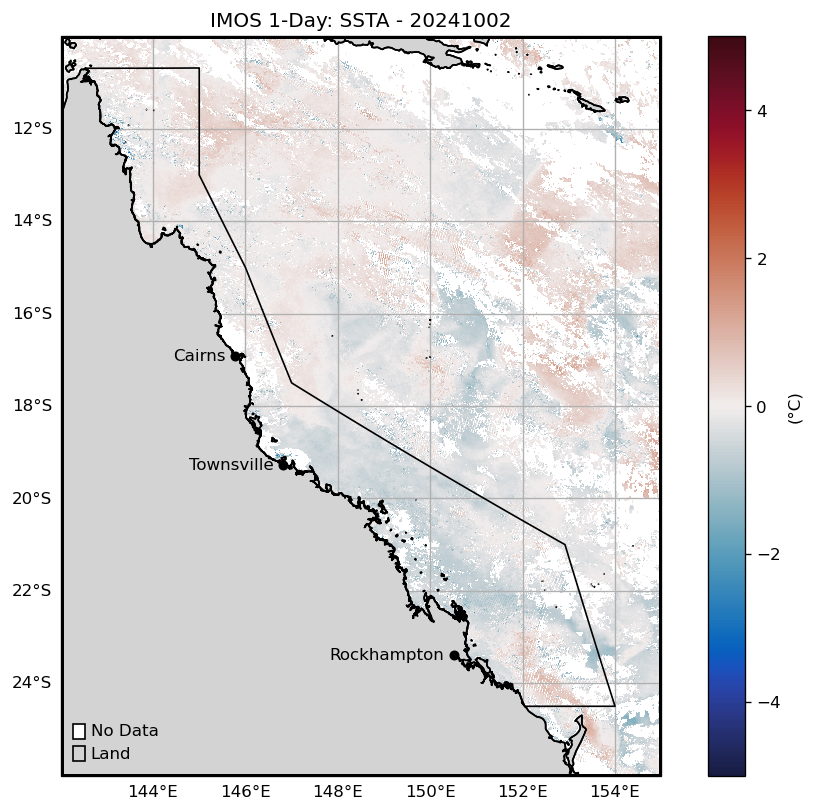 IMOS 1-Day: SSTA - 20241002
12°S
14°S
16°S
18°S
20°S
22°S
24°S
Cairns
Townsville
Rockhampton
No Data
Land
144°E
146°E
148°E
150°E
152°E
154°E
4
2
0
−2
−4
(°C)